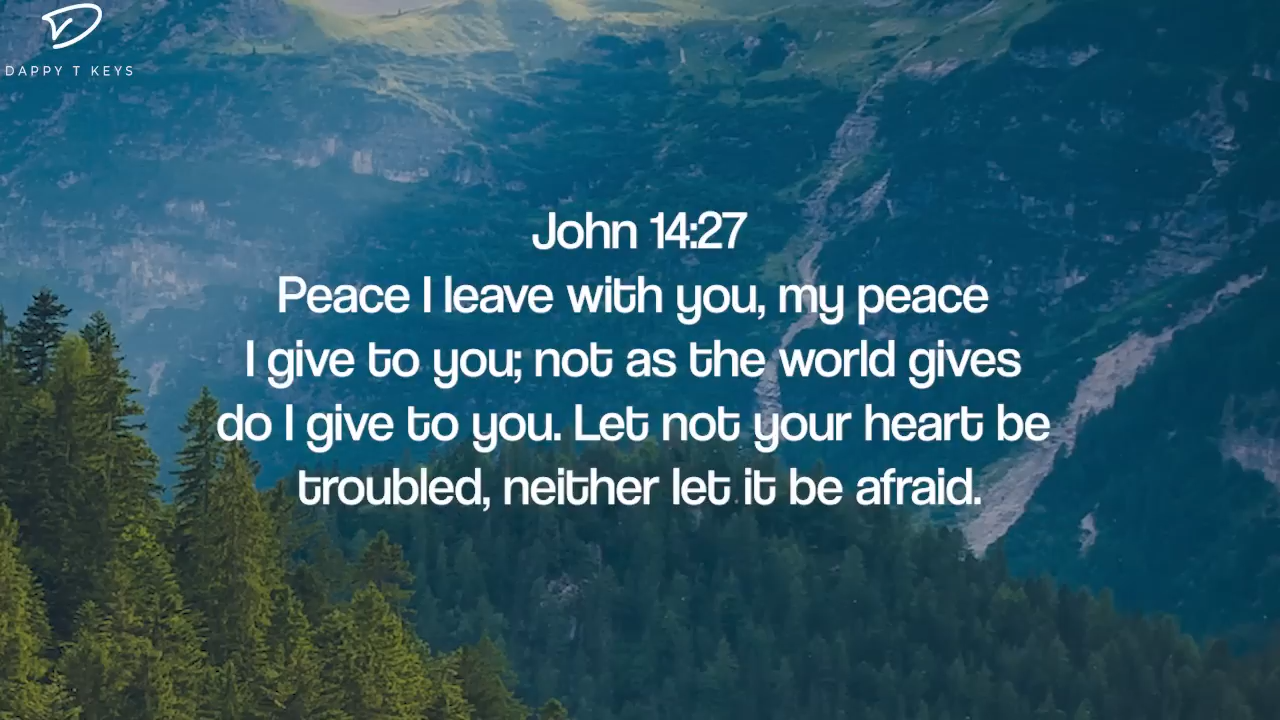 DAPPY T KEYS
John 14:27
Peace I leave with you, my peace
I give to you; not as the world gives
do I give to you. Let not your heart be
troubled, neither let it be afraid.